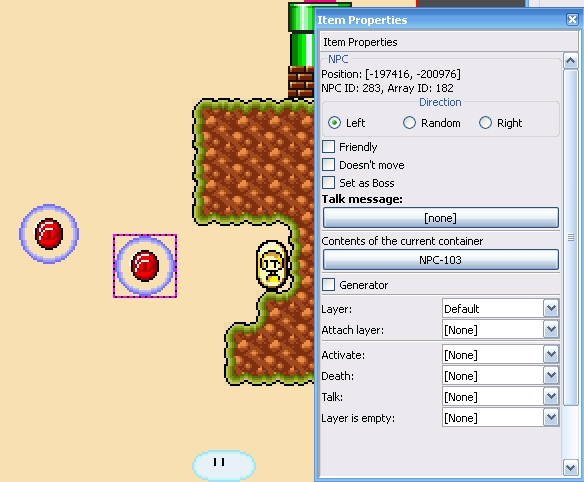 Item Properties
Item Properties
NPC
Position: [-197416, -200976]
NPC ID: 283, Array ID: 182
Direction
Left Random Right
Friendly
Doesn't move
Set as Boss
Talk message:
[none]
Contents of the current container
NPC-103
Generator
Layer: Default
Attach layer: [None]
Activate: [None]
Death: [None]
Talk: [None]
Layer is empty: [None]